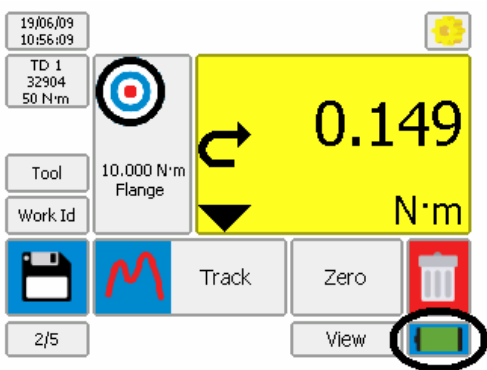 19/06/09
10:56:09
TD 1
32904
50 N·m
10.000 N·m
Flange
0.149
N·m
Tool
Work Id
Track
Zero
2/5
View